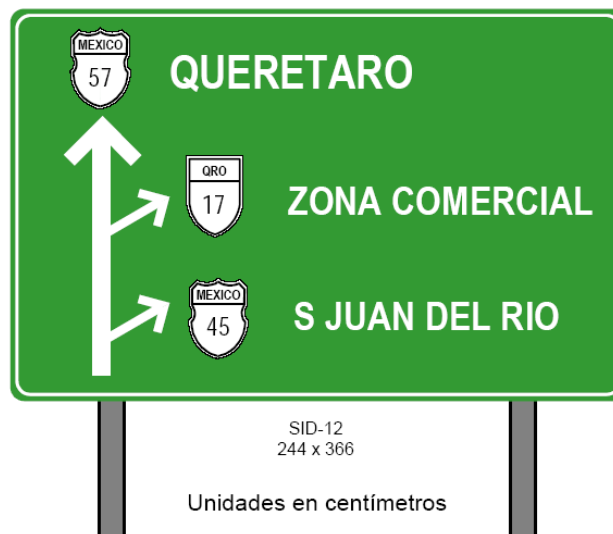 MEXICO
57
QUERETARO
QRO
17
ZONA COMERCIAL
MEXICO
45
S JUAN DEL RIO
SID-12
244 x 366
Unidades en centímetros